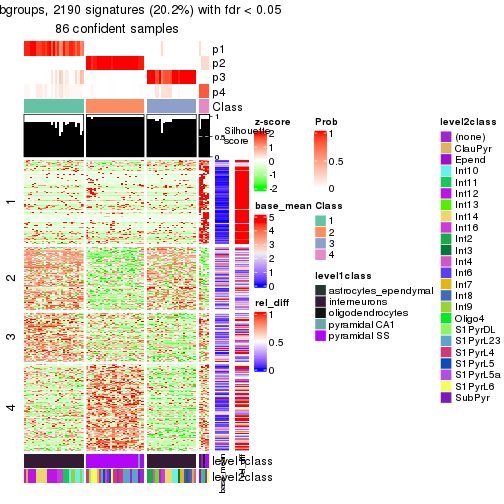 bgroups, 2190 signatures (20.2%) with fdr < 0.05
86 confident samples
p1
p2
p3
p4
Class
1
0.5
0
Silhouette
score
1
2
3
4
level1class
level2class
base_mean
rel_diff
z-score
2
1
0
-1
-2
base_mean
5
4
3
2
1
0
rel_diff
1
0.5
0
Prob
1
0.5
0
Class
1
2
3
4
level1class
astrocytes_ependymal
interneurons
oligodendrocytes
pyramidal CA1
pyramidal SS
level2class
(none)
ClauPyr
Epend
Int10
Int11
Int12
Int13
Int14
Int16
Int2
Int3
Int4
Int6
Int7
Int8
Int9
Oligo4
S1PyrDL
S1PyrL23
S1PyrL4
S1PyrL5
S1PyrL5a
S1PyrL6
SubPyr